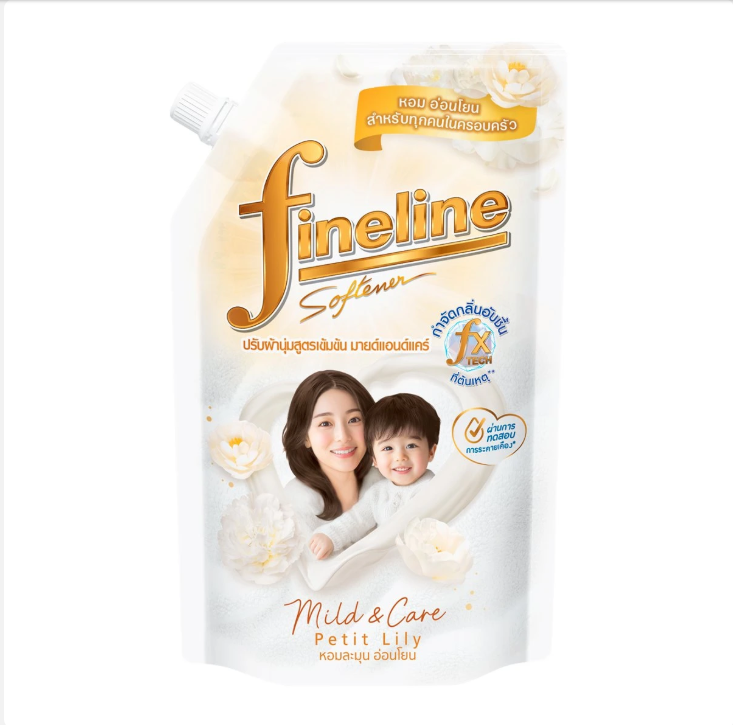 หอม อ่อนโยน
สำหรับทุกคนในครอบครัว
fineline
Softener
ปรับผ้านุ่มสูตรเข้มข้น มายด์แอนด์แคร์
กำจัดกลิ่นอับชื้น
fx
TECH
ที่ต้นเหตุ**
ผ่านการ
ทดสอบ
การระคายเคือง*
Mild & Care
Petit Lily
หอมละมุน อ่อนโยน